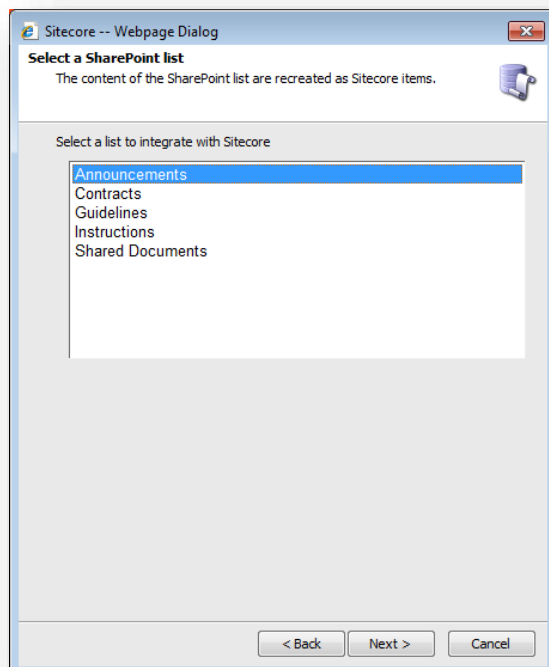 Sitecore -- Webpage Dialog
Select a SharePoint list
The content of the SharePoint list are recreated as Sitecore items.
Select a list to integrate with Sitecore
Announcements
Contracts
Guidelines
Instructions
Shared Documents
< Back Next > Cancel